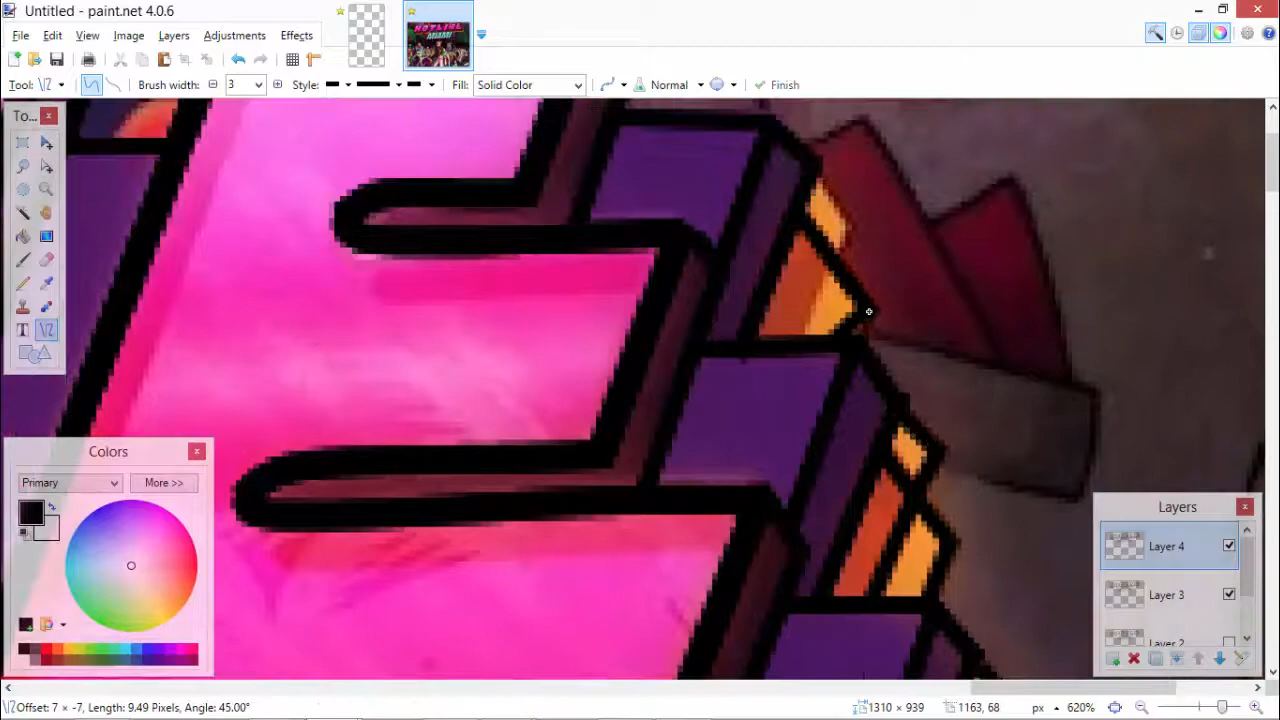 Untitled - paint.net 4.0.6
File Edit View Image Layers Adjustments Effects
HOTLINE
MIAMI
Tool: Brush width: 3 Style: Fill: Solid Color Normal Finish
To...
Colors
Primary More >>
Layers
Layer 4
Layer 3
Layer 2
Offset: 7 × -7, Length: 9.49 Pixels, Angle: 45.00° 1310 × 939 1163, 68 px 620%